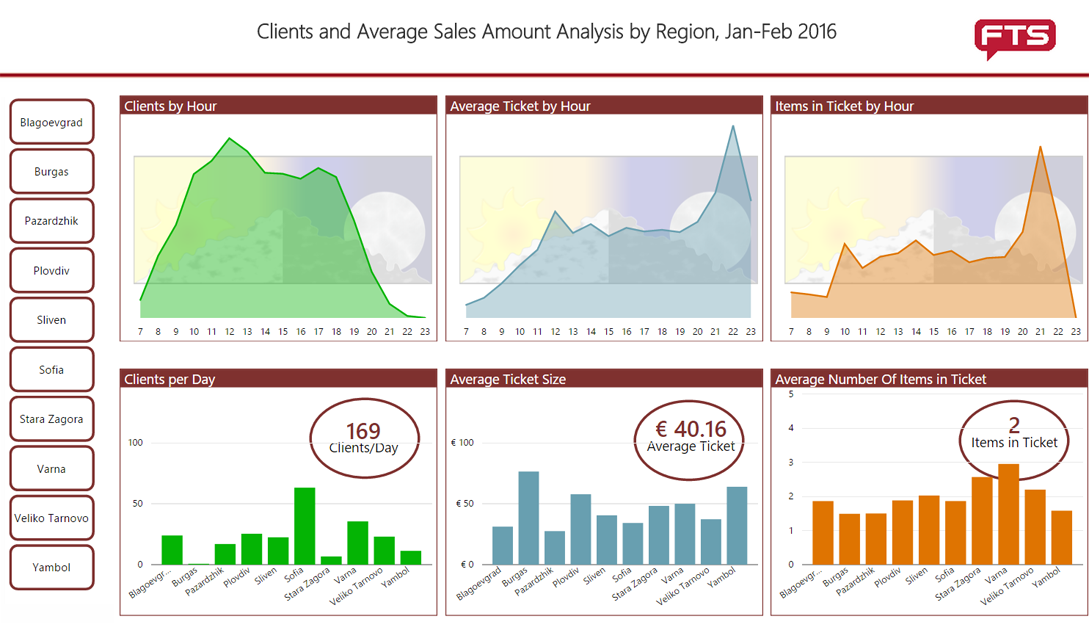 Clients and Average Sales Amount Analysis by Region, Jan-Feb 2016
FTS
Blagoevgrad
Burgas
Pazardzhik
Plovdiv
Sliven
Sofia
Stara Zagora
Varna
Veliko Tarnovo
Yambol
Clients by Hour
7 8 9 10 11 12 13 14 15 16 17 18 19 20 21 22 23
Average Ticket by Hour
7 8 9 10 11 12 13 14 15 16 17 18 19 20 21 22 23
Items in Ticket by Hour
7 8 9 10 11 12 13 14 15 16 17 18 19 20 21 22 23
Clients per Day
169
Clients/Day
100
50
0
Blagoevgr... Burgas Pazardzhik Plovdiv Sliven Sofia Stara Zagora Varna Veliko Tarnovo Yambol
Average Ticket Size
€ 40.16
Average Ticket
€ 100
€ 50
€ 0
Blagoevgrad Burgas Pazardzhik Plovdiv Sliven Sofia Stara Zagora Varna Veliko Tarnovo Yambol
Average Number Of Items in Ticket
2
Items in Ticket
5
4
3
2
1
0
Blagoevgr... Burgas Pazardzhik Plovdiv Sliven Sofia Stara Zagora Varna Veliko Tarnovo Yambol